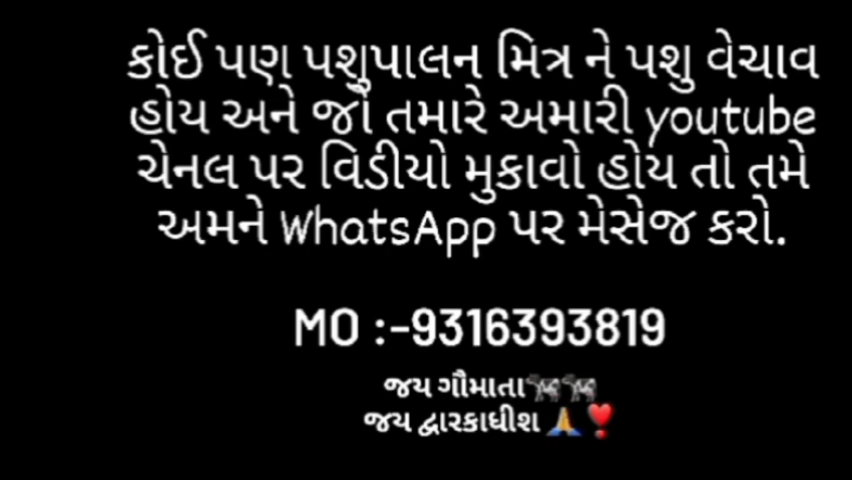 કોઈ પણ પશુપાલન મિત્ર ને પશુ વેચાવ
હોય અને જો તમારે અમારી youtube
ચેનલ પર વિડીયો મુકાવો હોય તો તમે
અમને WhatsApp પર મેસેજ કરો.
MO :-9316393819
જય ગૌમાતા🐄🐄
જય દ્વારકાધીશ 🙏❣️